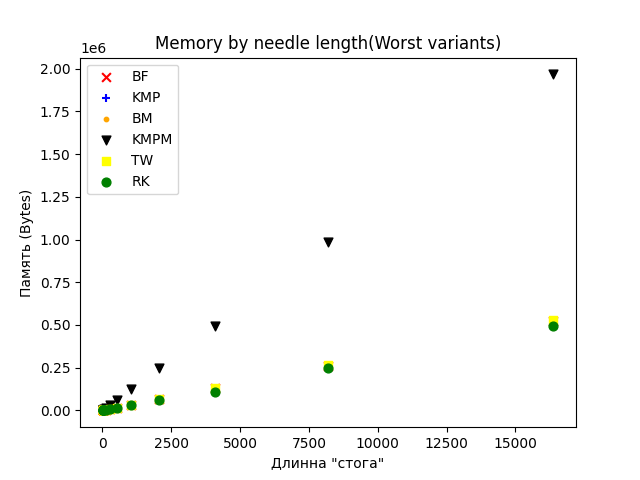 Memory by needle length(Worst variants)
1e6
2.00
1.75
1.50
1.25
1.00
0.75
0.50
0.25
0.00
Память (Bytes)
BF
KMP
BM
KMPM
TW
RK
0 2500 5000 7500 10000 12500 15000
Длинна "стога"